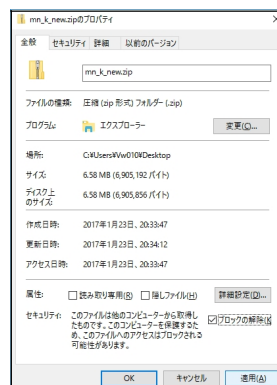 mn_k_new.zipのプロパティ
全般 セキュリティ 詳細 以前のバージョン
mn_k_new.zip
ファイルの種類: 圧縮 (zip 形式) フォルダー (.zip)
プログラム: エクスプローラー 変更(C)...
場所: C:¥Users¥Vw010¥Desktop
サイズ: 6.58 MB (6,905,192 バイト)
ディスク上
のサイズ: 6.58 MB (6,905,856 バイト)
作成日時: 2017年1月23日、20:33:47
更新日時: 2017年1月23日、20:34:12
アクセス日時: 2017年1月23日、20:33:47
属性: 読み取り専用(R) 隠しファイル(H) 詳細設定(D)...
セキュリティ: このファイルは他のコンピューターから取得し
たものです。このコンピューターを保護するた
め、このファイルへのアクセスはブロックされる
可能性があります。
ブロックの解除(K
OK キャンセル 適用(A)